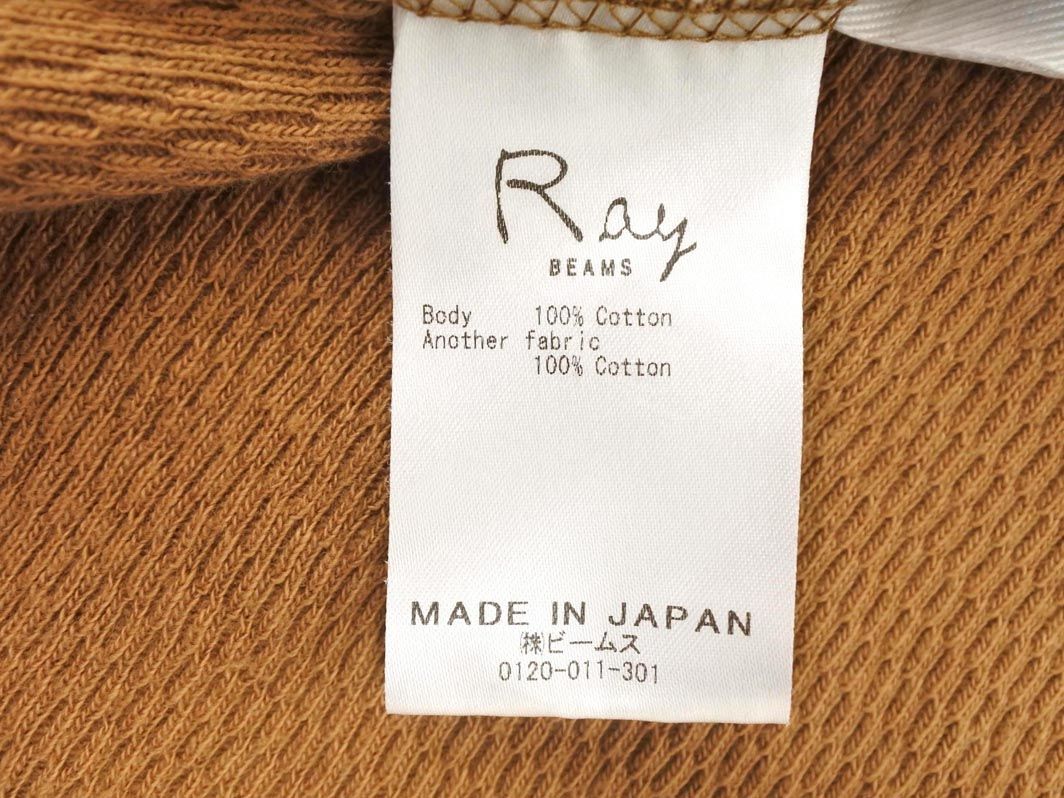 Ray
BEAMS
Body 100% Cotton
Another fabric
100% Cotton
MADE IN JAPAN
㈱ビームス
0120-011-301